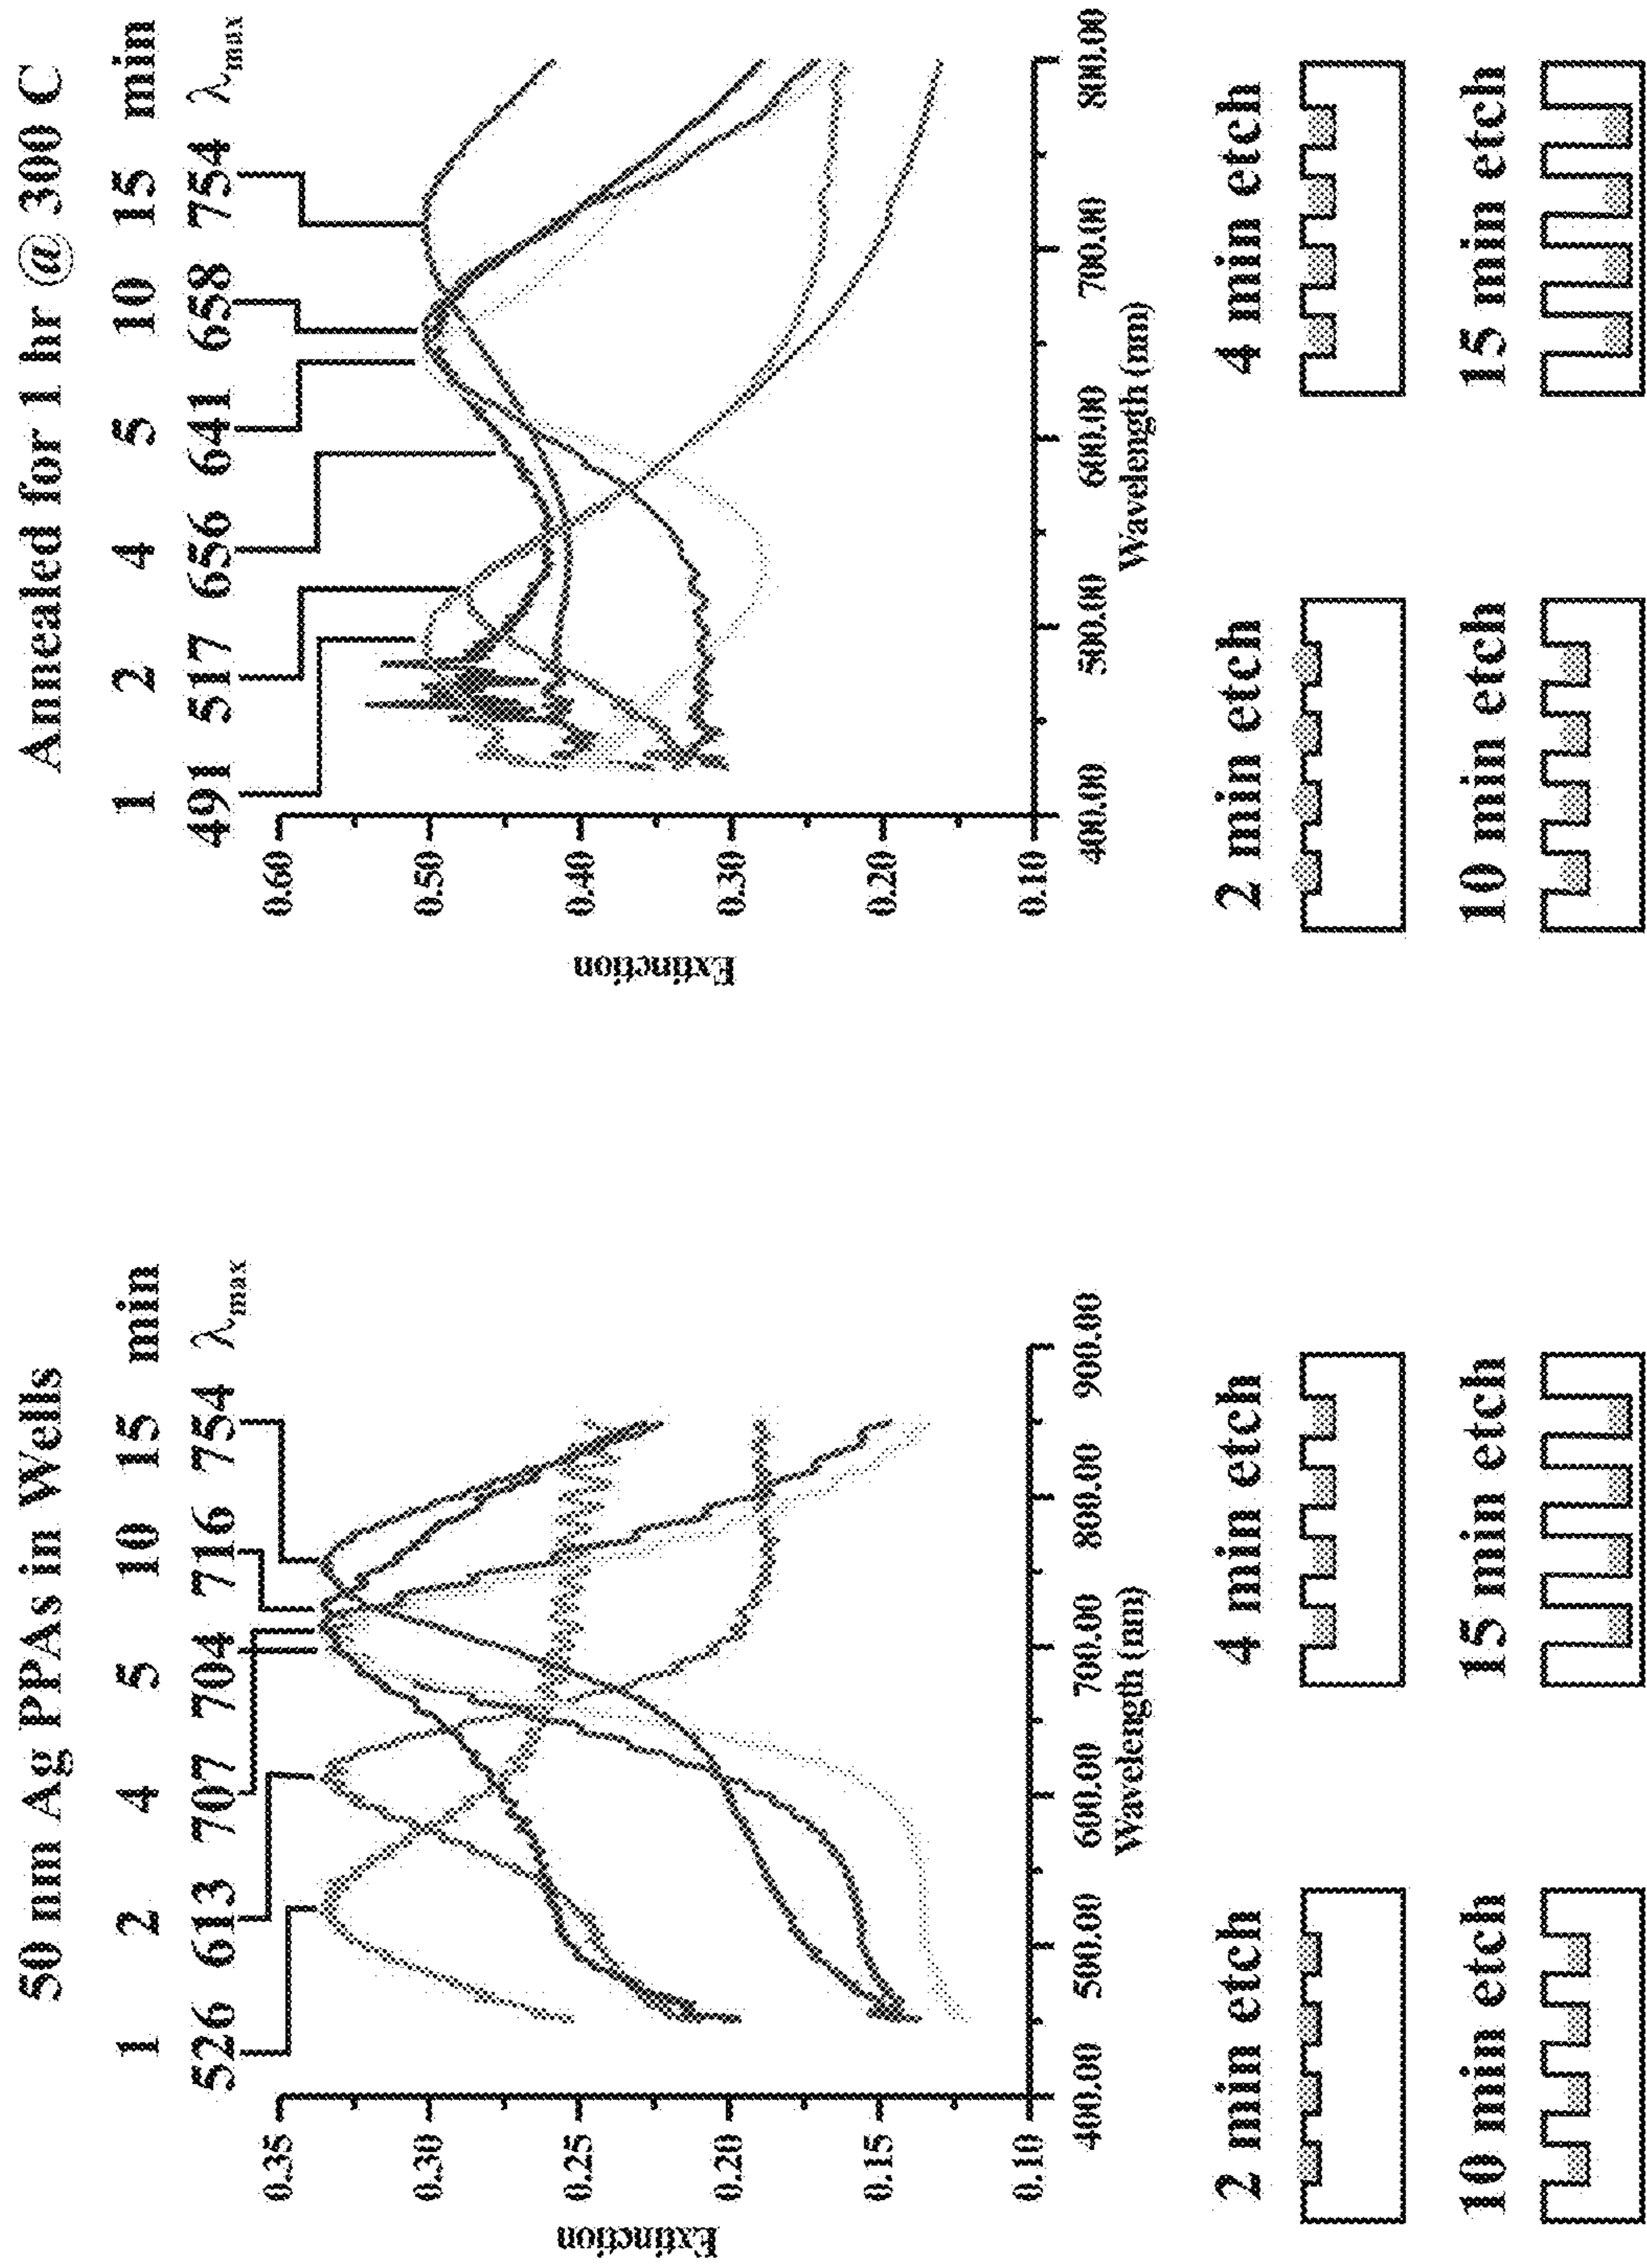 50 nm Ag PPAs in Wells
1 2 4 5 10 15 min
526 613 707 704 716 754 λmax
0.35
0.30
0.25
0.20
0.15
0.10
Extinction
400.00 500.00 600.00 700.00 800.00 900.00
Wavelength (nm)
2 min etch
4 min etch
10 min etch
15 min etch
Annealed for 1 hr @ 300 C
1 2 4 5 10 15 min
491 517 656 641 658 754 λmax
0.60
0.50
0.40
0.30
0.20
0.10
Extinction
400.00 500.00 600.00 700.00 800.00
Wavelength (nm)
2 min etch
4 min etch
10 min etch
15 min etch